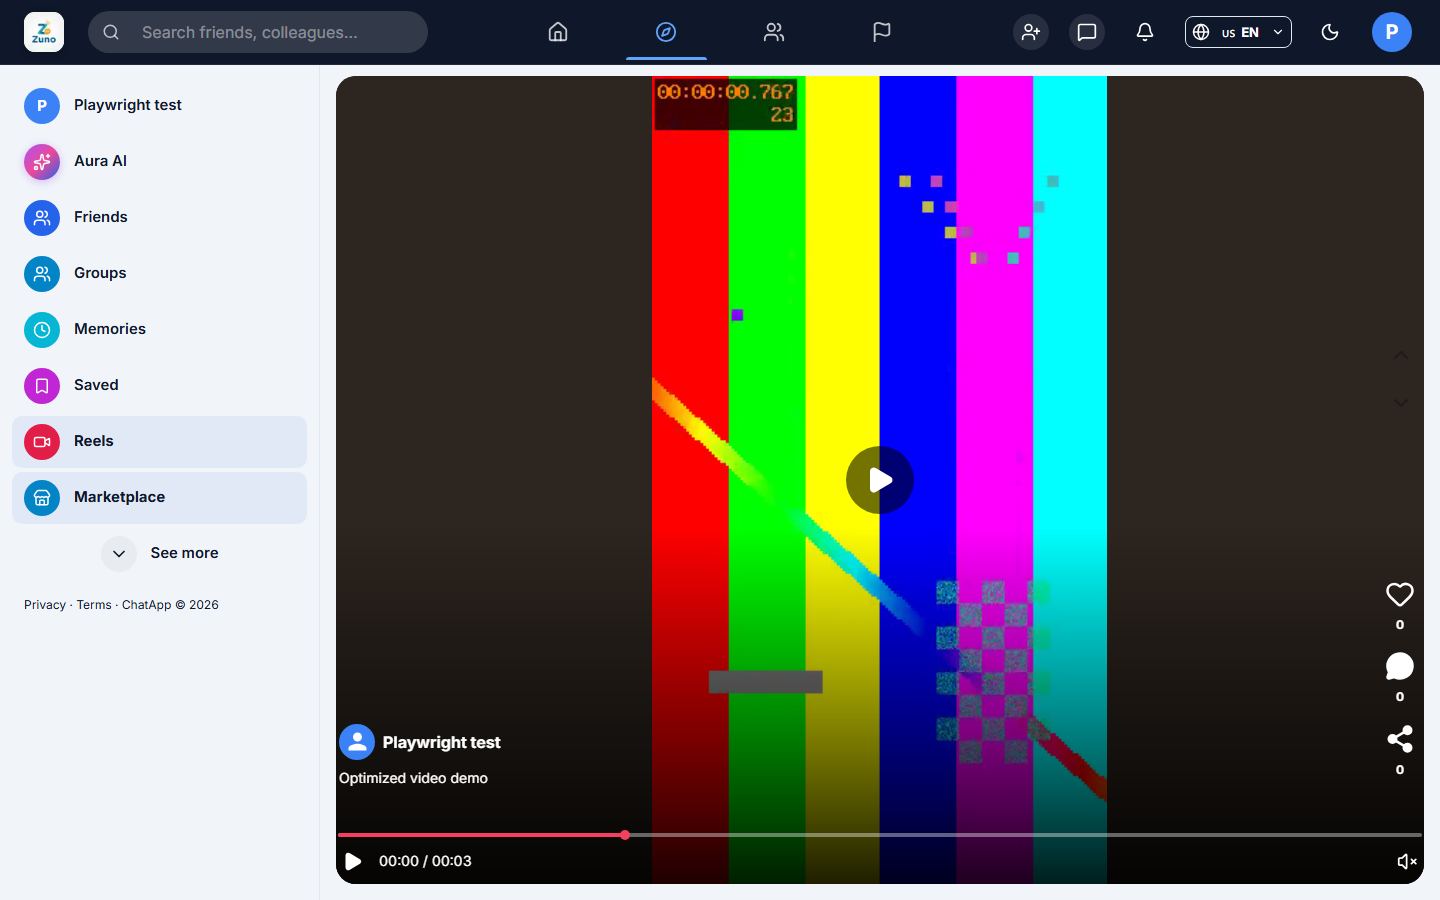 Zuno
Search friends, colleagues...
US EN
P
P
Playwright test
Aura AI
Friends
Groups
Memories
Saved
Reels
Marketplace
See more
Privacy · Terms · ChatApp © 2026
00:00:00.767
23
0
0
0
Playwright test
Optimized video demo
00:00 / 00:03